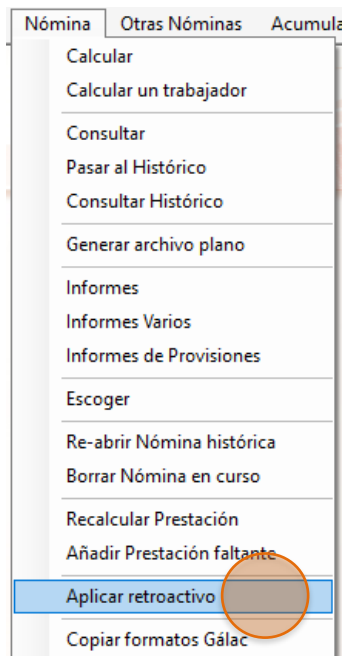 Nómina Otras Nóminas Acumula
Calcular
Calcular un trabajador
Consultar
Pasar al Histórico
Consultar Histórico
Generar archivo plano
Informes
Informes Varios
Informes de Provisiones
Escoger
Re-abrir Nómina histórica
Borrar Nómina en curso
Recalcular Prestación
Añadir Prestación faltante
Aplicar retroactivo
Copiar formatos Gálac